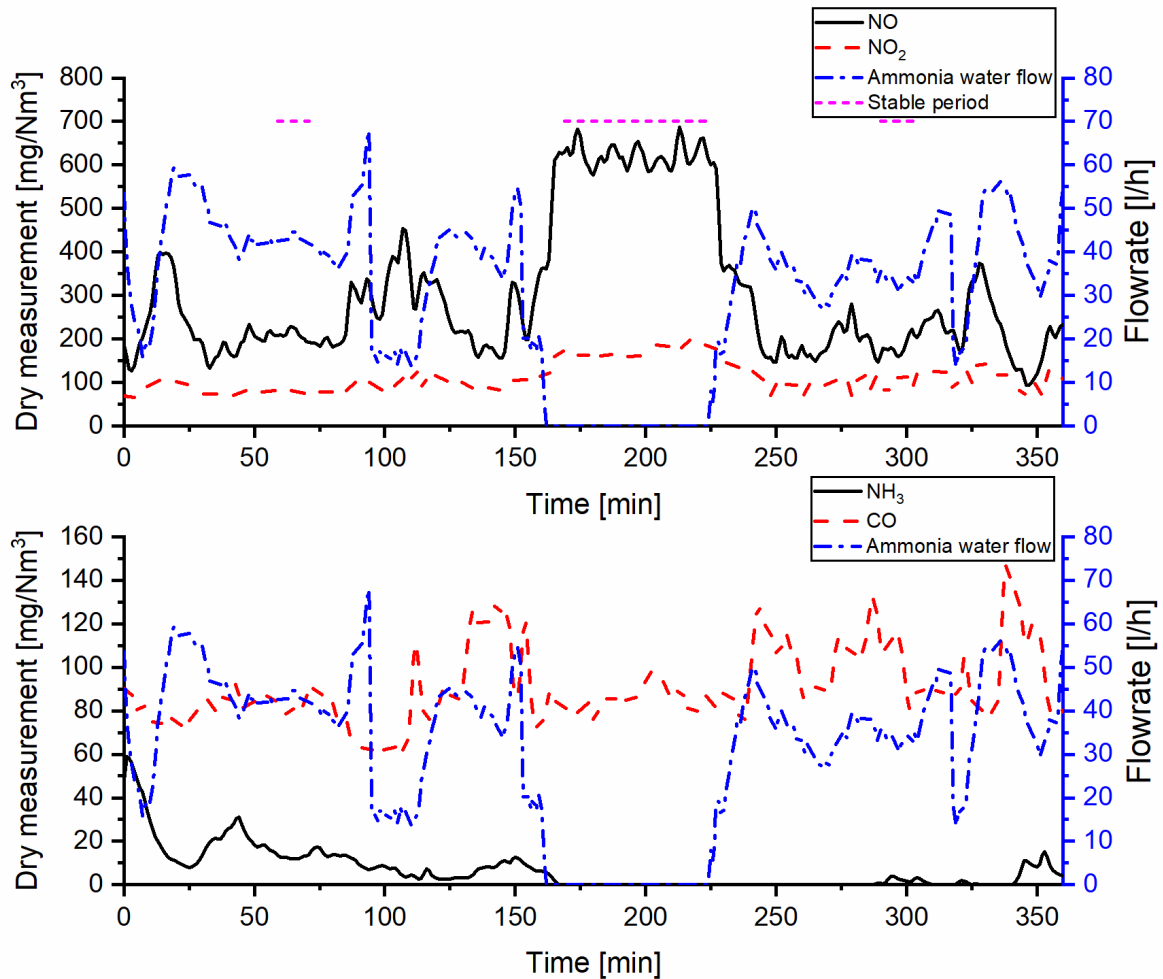 NO
NO₂
Ammonia water flow
Stable period
Dry measurement [mg/Nm³]
800
700
600
500
400
300
200
100
0
80
70
60
50
40
30
20
10
0
Flowrate [l/h]
0 50 100 150 200 250 300 350
Time [min]
NH₃
CO
Ammonia water flow
Dry measurement [mg/Nm³]
160
140
120
100
80
60
40
20
0
80
70
60
50
40
30
20
10
0
Flowrate [l/h]
0 50 100 150 200 250 300 350
Time [min]